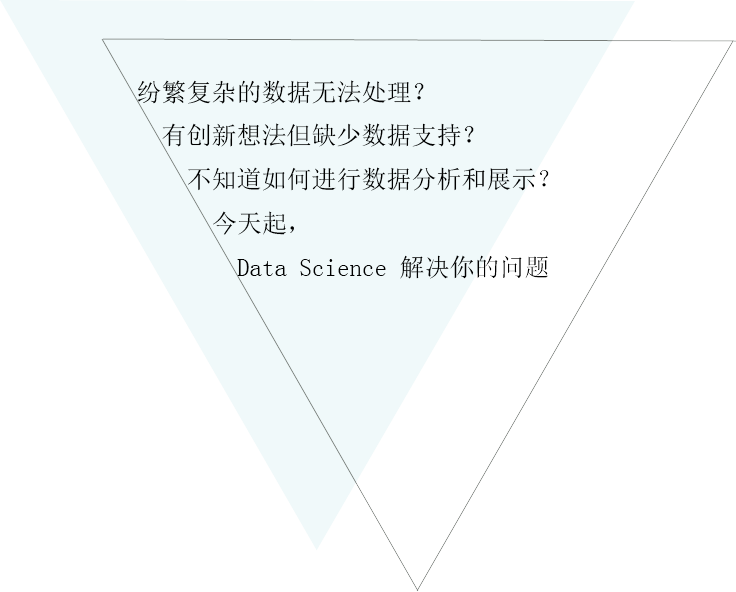 纷繁复杂的数据无法处理？
有创新想法但缺少数据支持？
不知道如何进行数据分析和展示？
今天起，
Data Science 解决你的问题